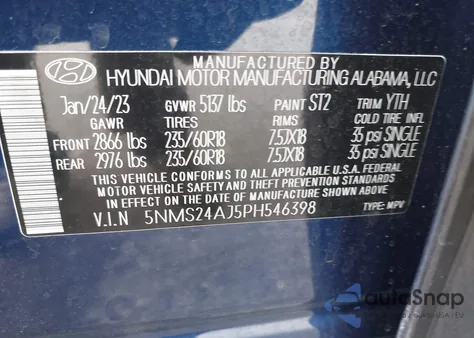 MANUFACTURED BY
HYUNDAI MOTOR MANUFACTURING ALABAMA, LLC
Jan/24/23 GVWR 5137 lbs PAINT ST2 TRIM YTH
GAWR TIRES RIMS COLD TIRE INFL
FRONT 2866 lbs 235/60R18 7.5JX18 35 psi SINGLE
REAR 2976 lbs 235/60R18 7.5JX18 35 psi SINGLE
THIS VEHICLE CONFORMS TO ALL APPLICABLE U.S.A. FEDERAL
MOTOR VEHICLE SAFETY AND THEFT PREVENTION STANDARDS
IN EFFECT ON THE DATE OF MANUFACTURE SHOWN ABOVE.
V.I.N 5NMS24AJ5PH546398 TYPE: MPV
autoSnap